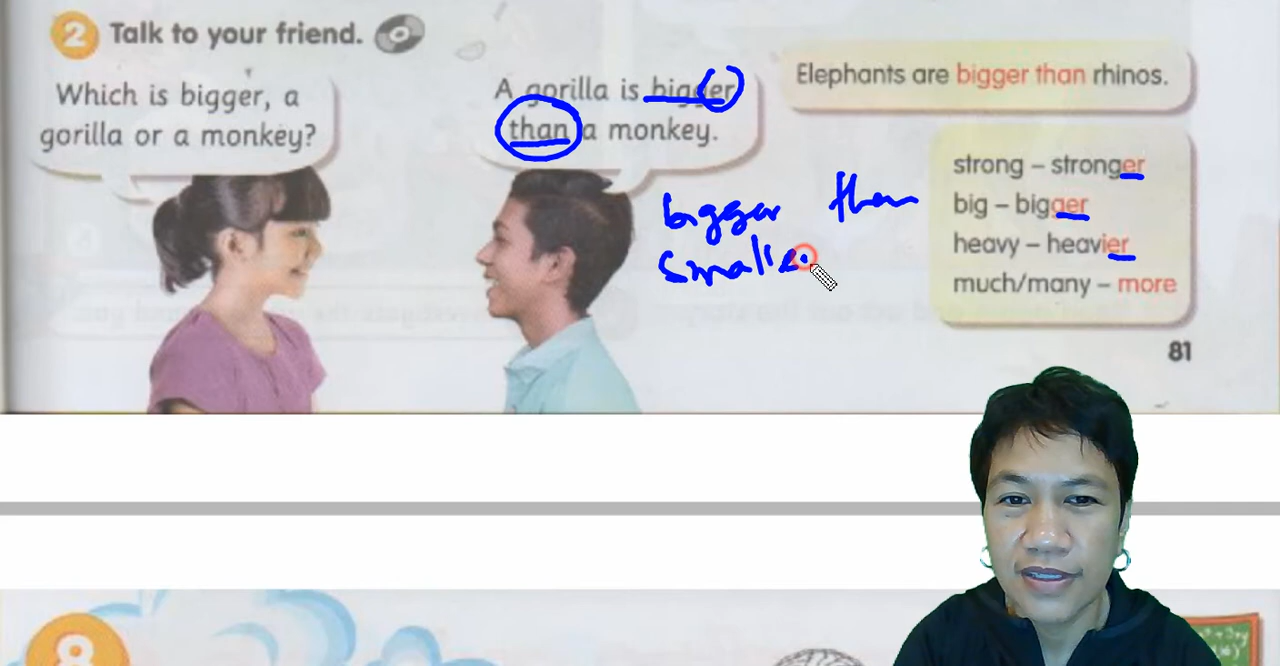 2 Talk to your friend.
Which is bigger, a
gorilla or a monkey?
A gorilla is bigger
than a monkey.
Elephants are bigger than rhinos.
strong – stronger
big – bigger
heavy – heavier
much/many – more
bigger than
smaller
81
8